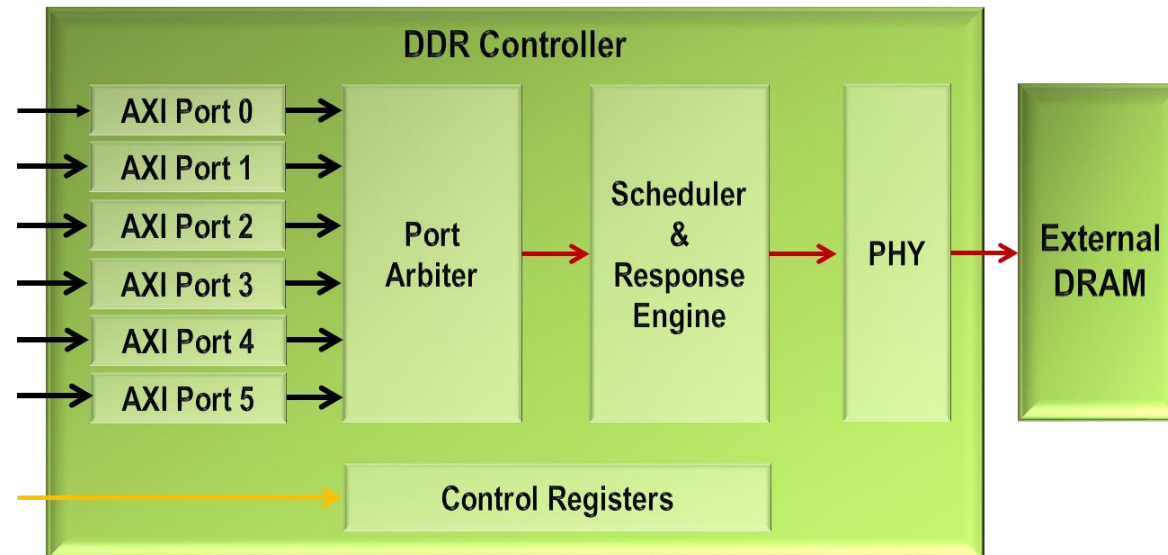 DDR Controller
AXI Port 0
AXI Port 1
AXI Port 2
AXI Port 3
AXI Port 4
AXI Port 5
Port
Arbiter
Scheduler
&
Response
Engine
PHY
External
DRAM
Control Registers